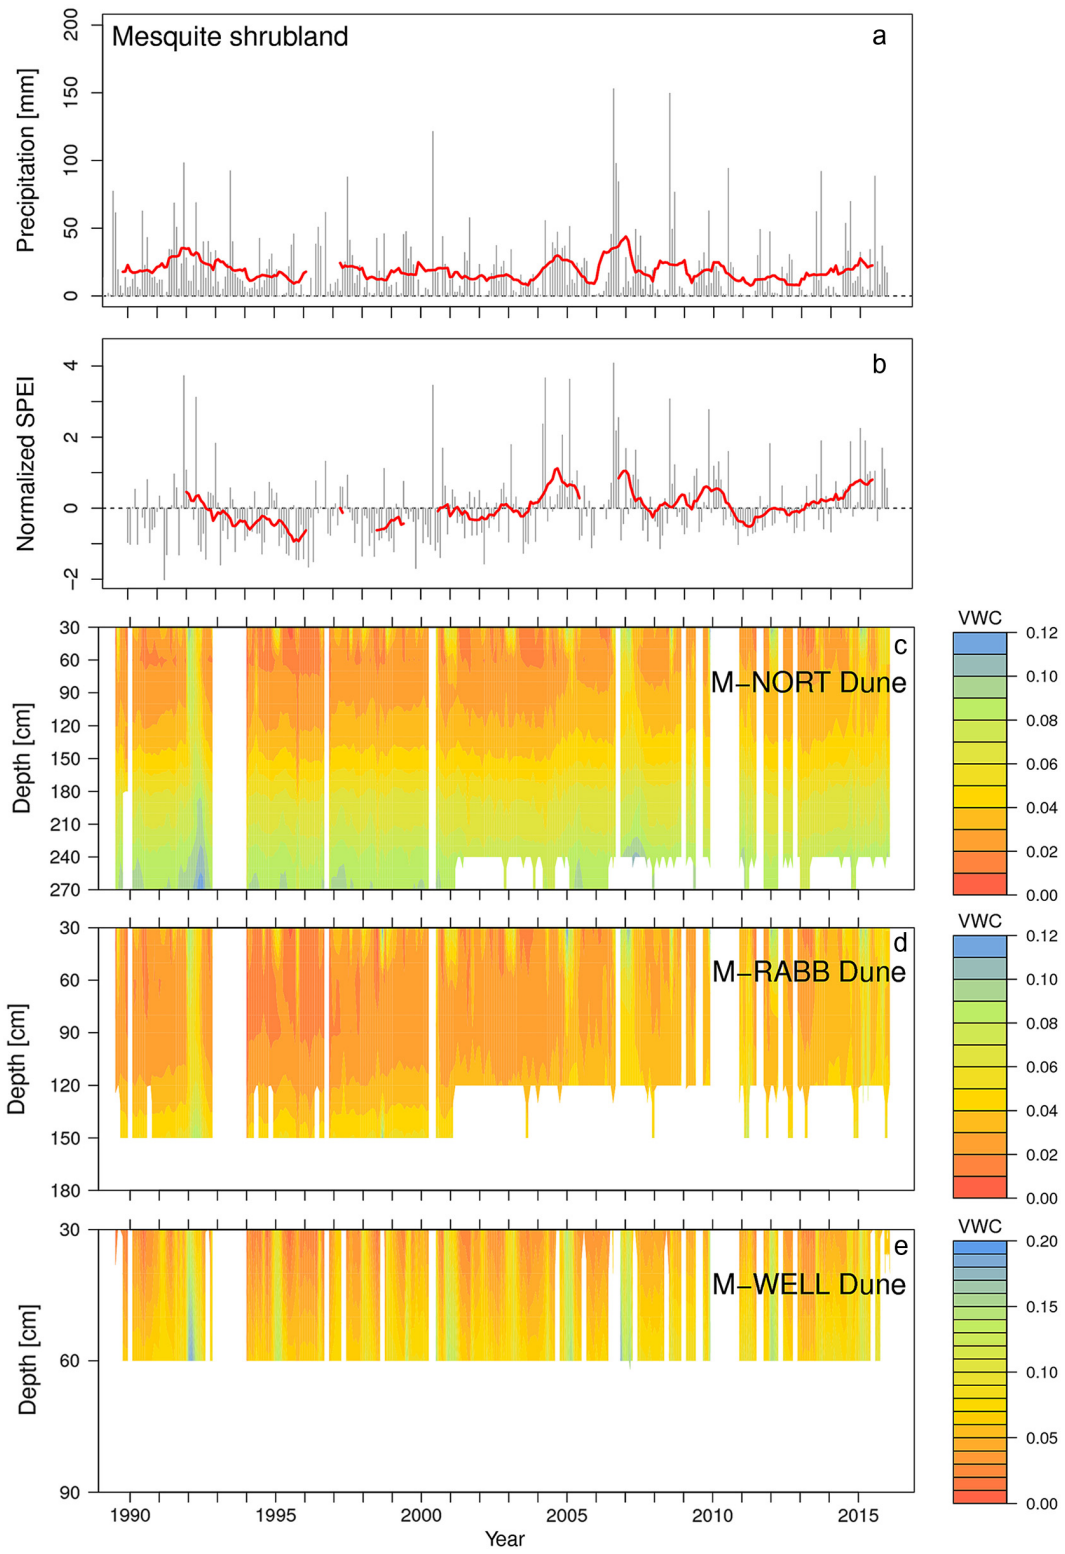 Mesquite shrubland
a
Precipitation [mm]
200
150
100
50
0
b
Normalized SPEI
4
2
0
−2
c
M−NORT Dune
Depth [cm]
30
60
90
120
150
180
210
240
270
VWC
0.12
0.10
0.08
0.06
0.04
0.02
0.00
d
M−RABB Dune
Depth [cm]
30
60
90
120
150
180
VWC
0.12
0.10
0.08
0.06
0.04
0.02
0.00
e
M−WELL Dune
Depth [cm]
30
60
90
VWC
0.20
0.15
0.10
0.05
0.00
1990 1995 2000 2005 2010 2015
Year